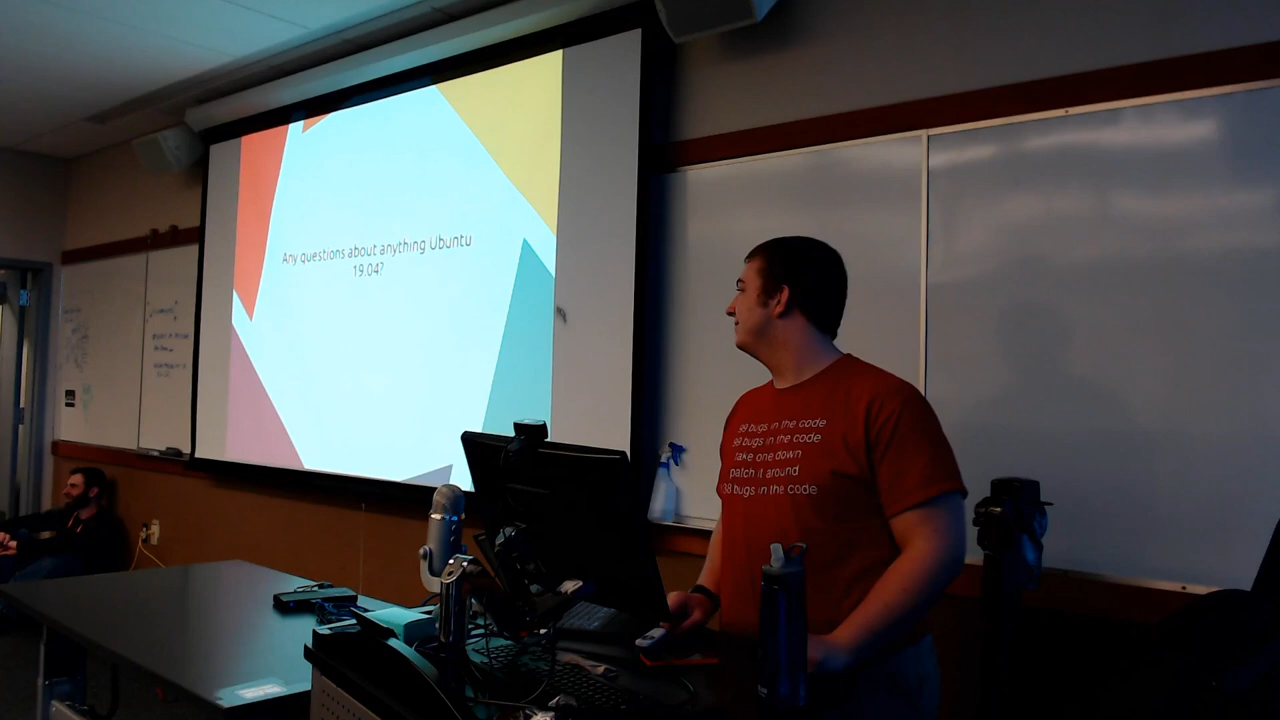 Any questions about anything Ubuntu
19.04?
99 bugs in the code
99 bugs in the code
take one down
patch it around
138 bugs in the code